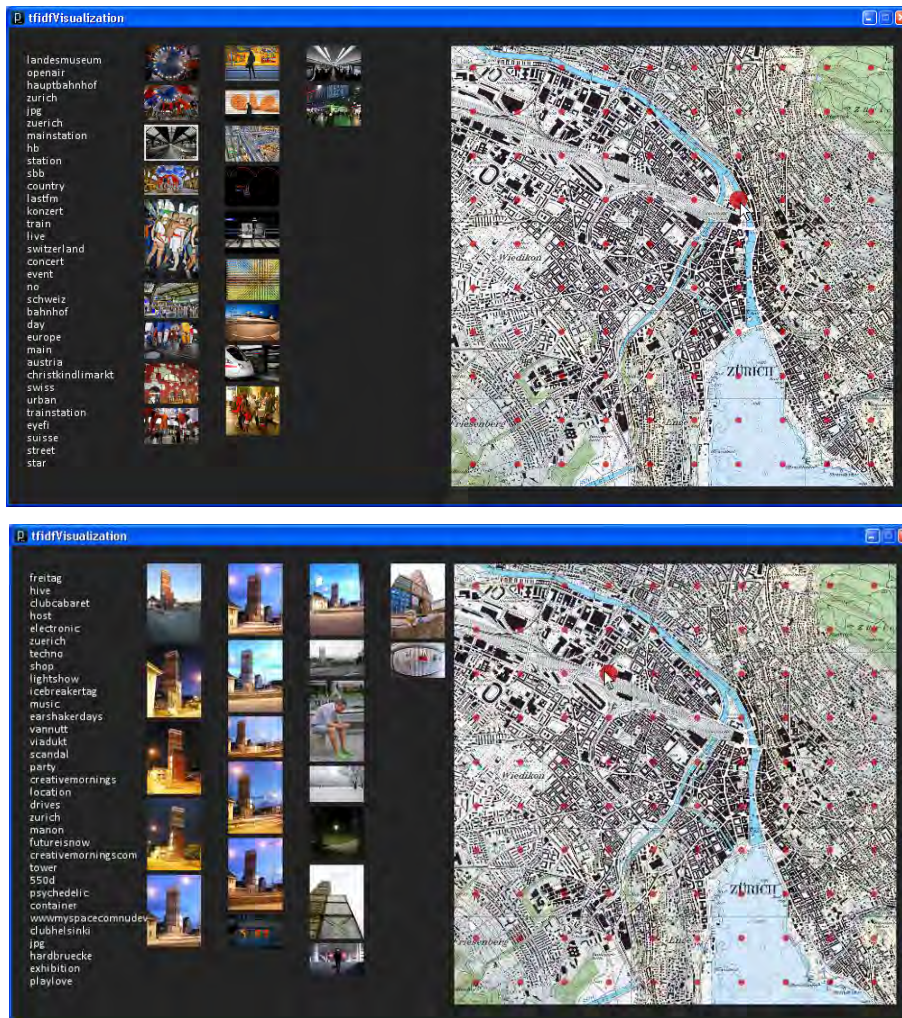 tfidfVisualization
landesmuseum
openair
hauptbahnhof
zurich
jpg
zuerich
mainstation
hb
station
sbb
country
lastfm
konzert
train
live
switzerland
concert
event
no
schweiz
bahnhof
day
europe
main
austria
christkindlimarkt
swiss
urban
trainstation
eyefi
suisse
street
star
Wiedikon
ZÜRICH
riesenberg
tfidfVisualization
freitag
hive
clubcabaret
host
electronic
zuerich
techno
shop
lightshow
icebreakertag
music
earshakerdays
vannutt
viadukt
scandal
party
creativemornings
location
drives
zurich
manon
futureisnow
creativemorningscom
tower
550d
psychedelic
container
wwwmyspacecomnudev
clubhelsinki
jpg
hardbruecke
exhibition
playlove
Wiedikon
ZÜRICH
riesenberg